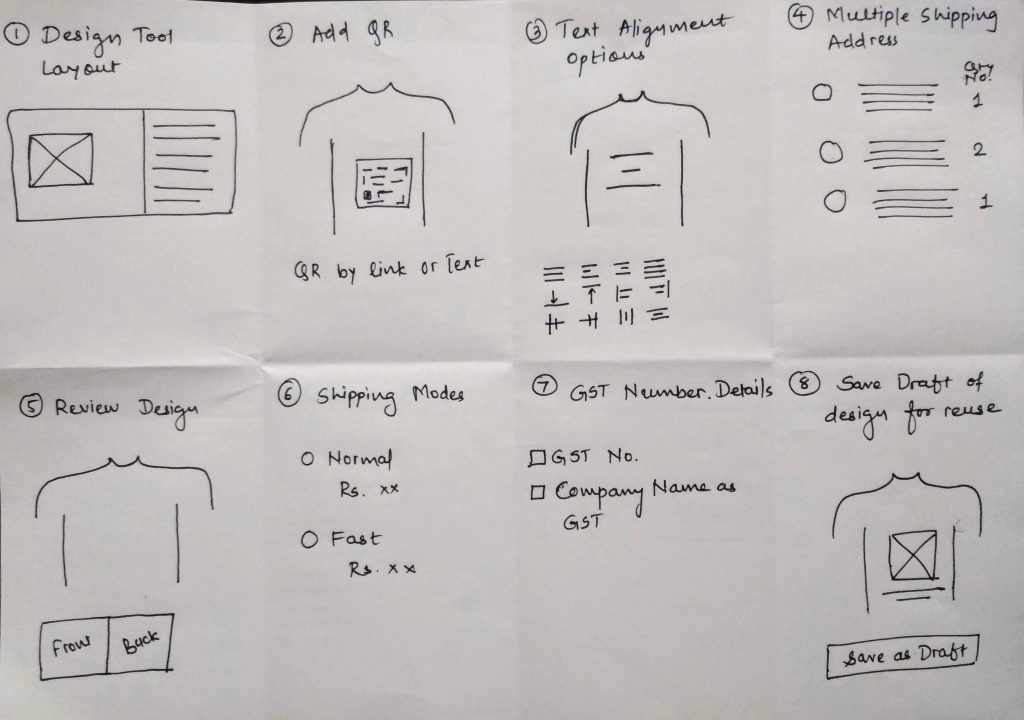 ① Design Tool
Layout
② Add QR
QR by link or Text
③ Text Alignment
Options
④ Multiple Shipping
Address
Qty
No.
1
2
1
⑤ Review Design
Front
Back
⑥ Shipping Modes
Normal
Rs. xx
Fast
Rs. xx
⑦ GST Number. Details
GST No.
Company Name as
GST
⑧ Save Draft of
design for reuse
Save as Draft